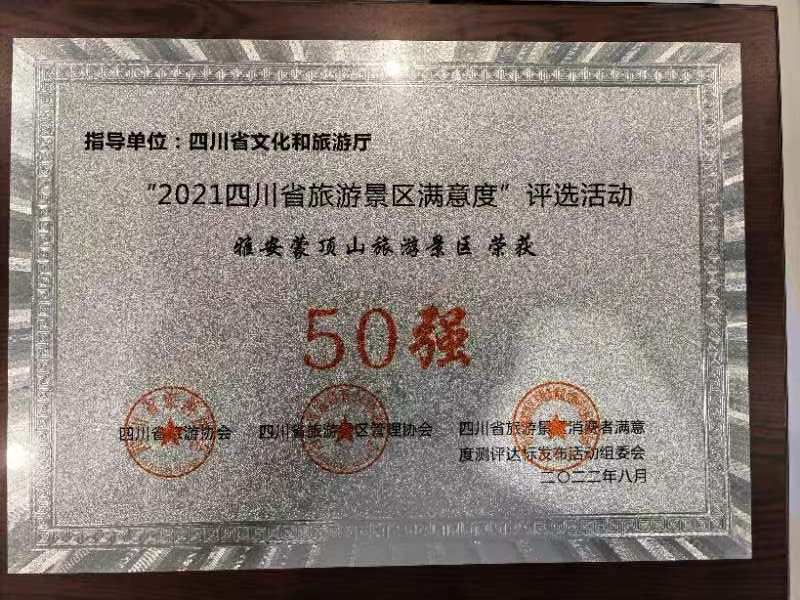 指导单位：四川省文化和旅游厅
“2021四川省旅游景区满意度”评选活动
雅安蒙顶山旅游景区 荣获
50强
四川省旅游协会 四川省旅游景区管理协会 四川省旅游景区消费者满意
度测评达标发布活动组委会
二〇二二年八月